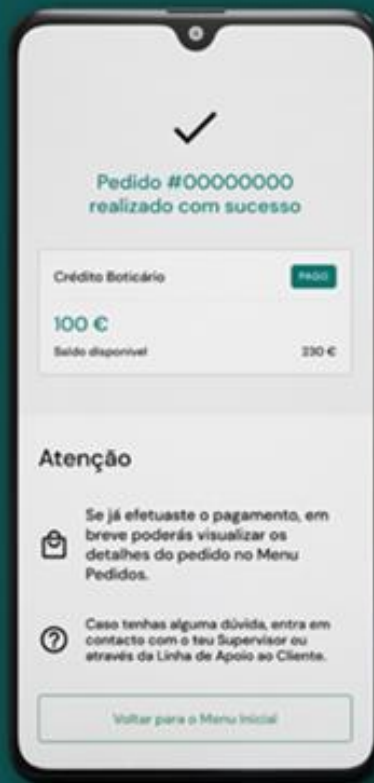 Pedido #00000000
realizado com sucesso
Crédito Boticário PAGO
100 €
Saldo disponível 230 €
Atenção
Se já efetuaste o pagamento, em
breve poderás visualizar os
detalhes do pedido no Menu
Pedidos.
Caso tenhas alguma dúvida, entra em
contacto com o teu Supervisor ou
através da Linha de Apoio ao Cliente.
Voltar para o Menu Inicial